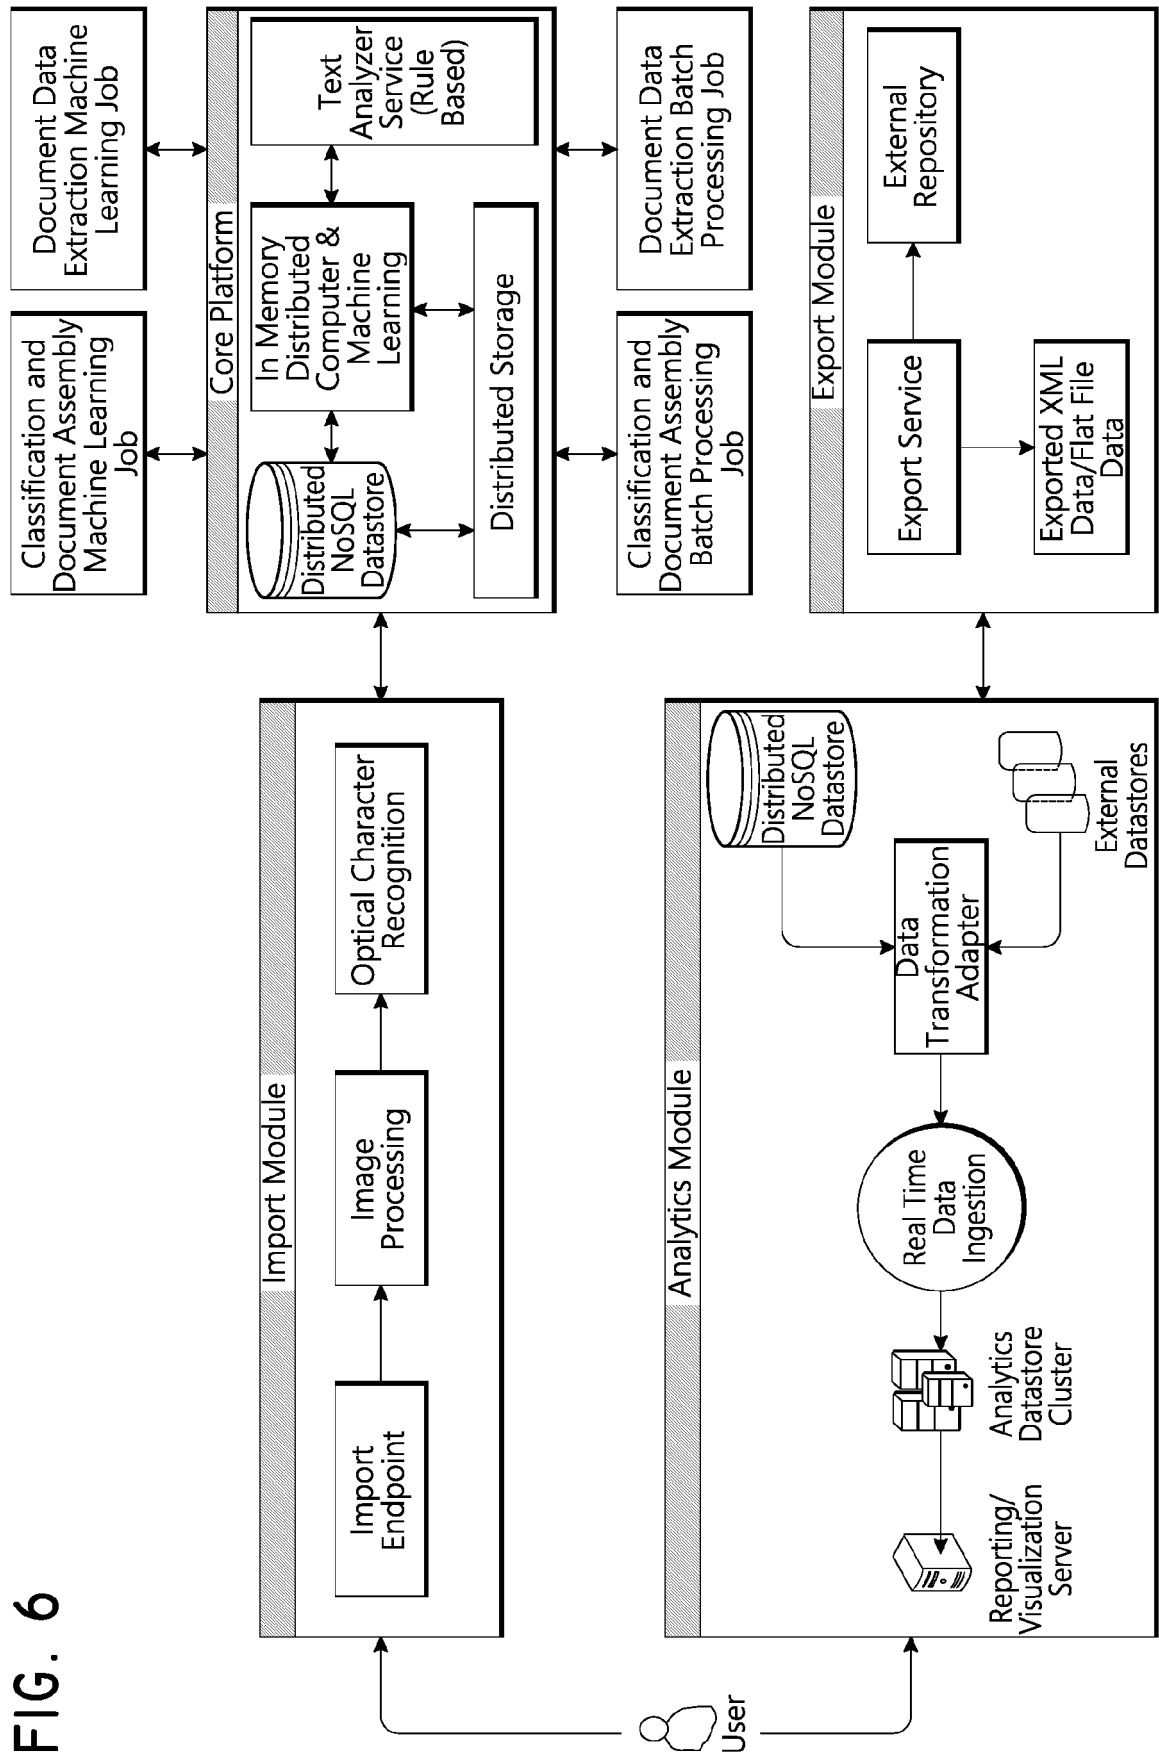 FIG. 6
User
Import Module
Import
Endpoint
Image
Processing
Optical Character
Recognition
Classification and
Document Assembly
Machine Learning
Job
Document Data
Extraction Machine
Learning Job
Core Platform
Distributed
NoSQL
Datastore
In Memory
Distributed
Computer &
Machine
Learning
Text
Analyzer
Service
(Rule
Based)
Distributed Storage
Classification and
Document Assembly
Batch Processing
Job
Document Data
Extraction Batch
Processing Job
Analytics Module
Reporting/
Visualization
Server
Analytics
Datastore
Cluster
Real Time
Data
Ingestion
Data
Transformation
Adapter
Distributed
NoSQL
Datastore
External
Datastores
Export Module
Export Service
External
Repository
Exported XML
Data/Flat File
Data